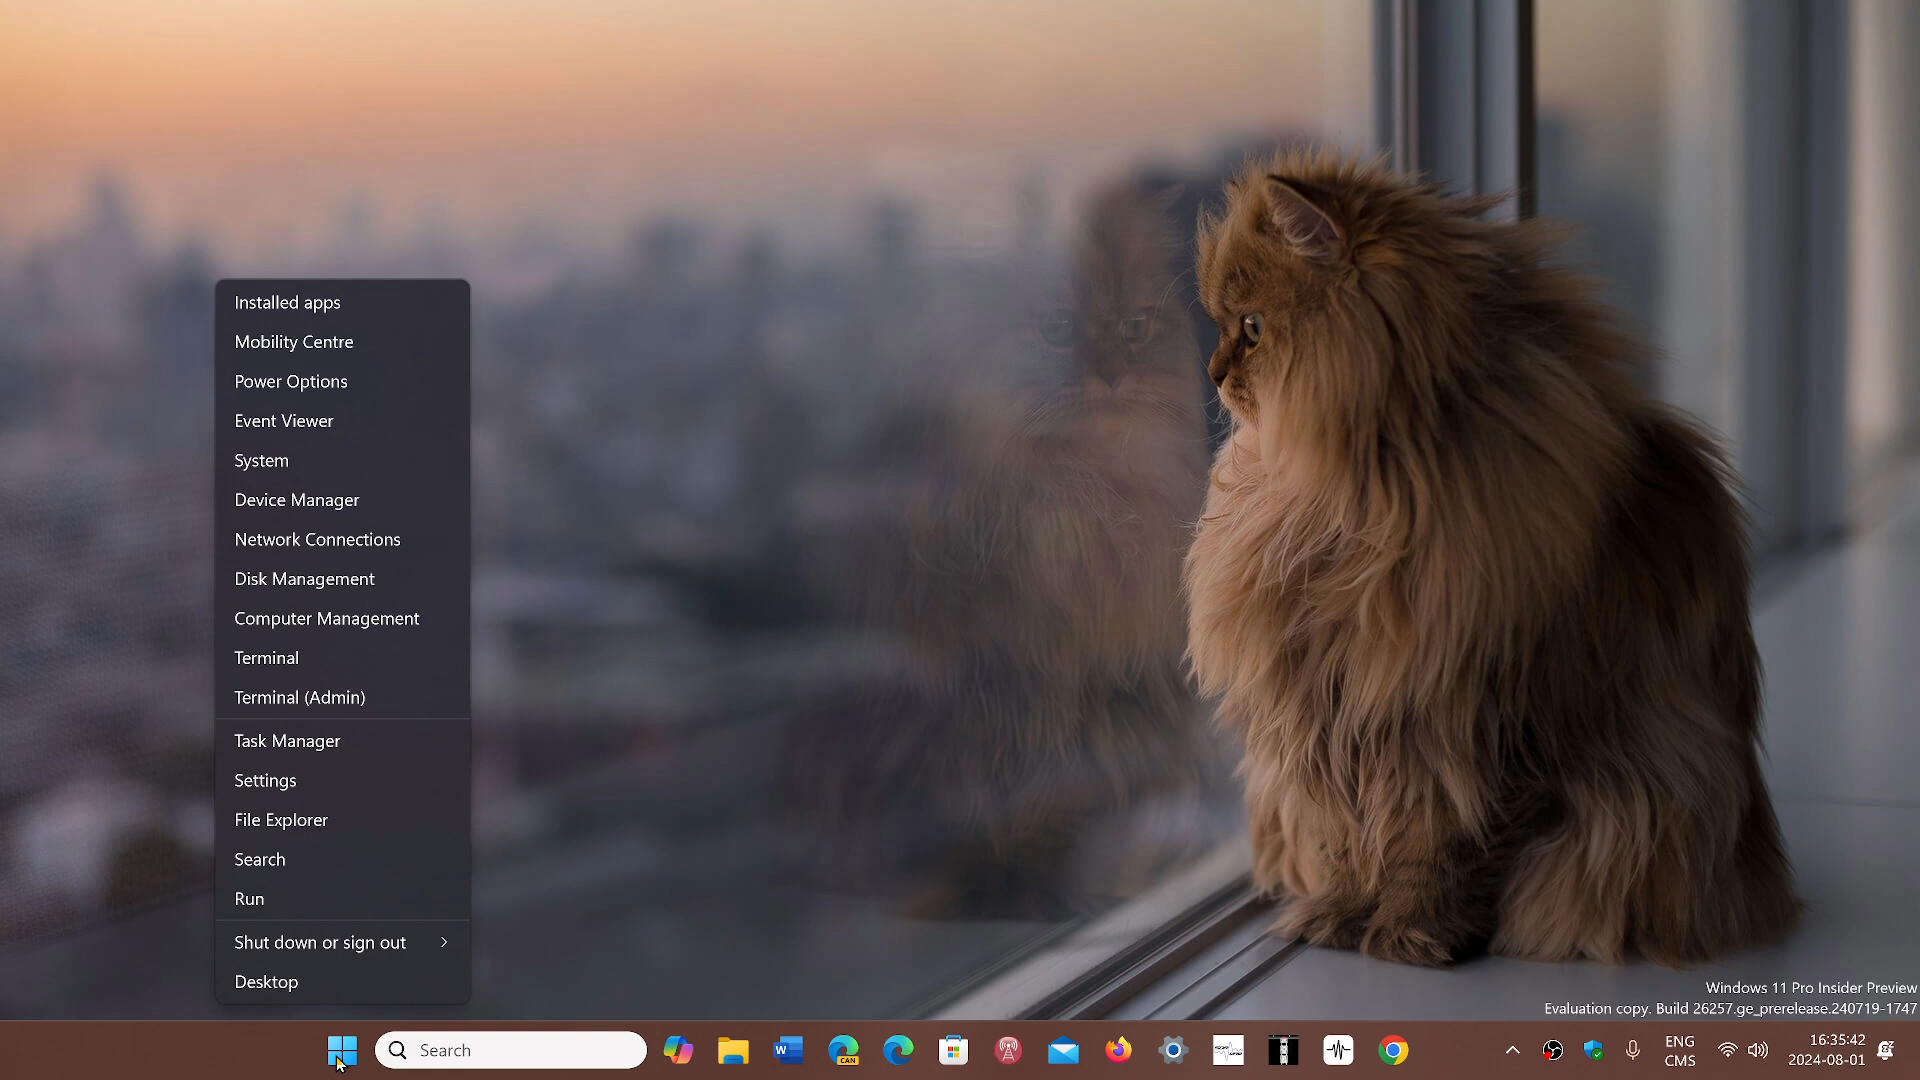 Installed apps
Mobility Centre
Power Options
Event Viewer
System
Device Manager
Network Connections
Disk Management
Computer Management
Terminal
Terminal (Admin)
Task Manager
Settings
File Explorer
Search
Run
Shut down or sign out
Desktop
Windows 11 Pro Insider Preview
Evaluation copy. Build 26257.ge_prerelease.240719-1747
Search
W
CAN
ENG
CMS
16:35:42
2024-08-01